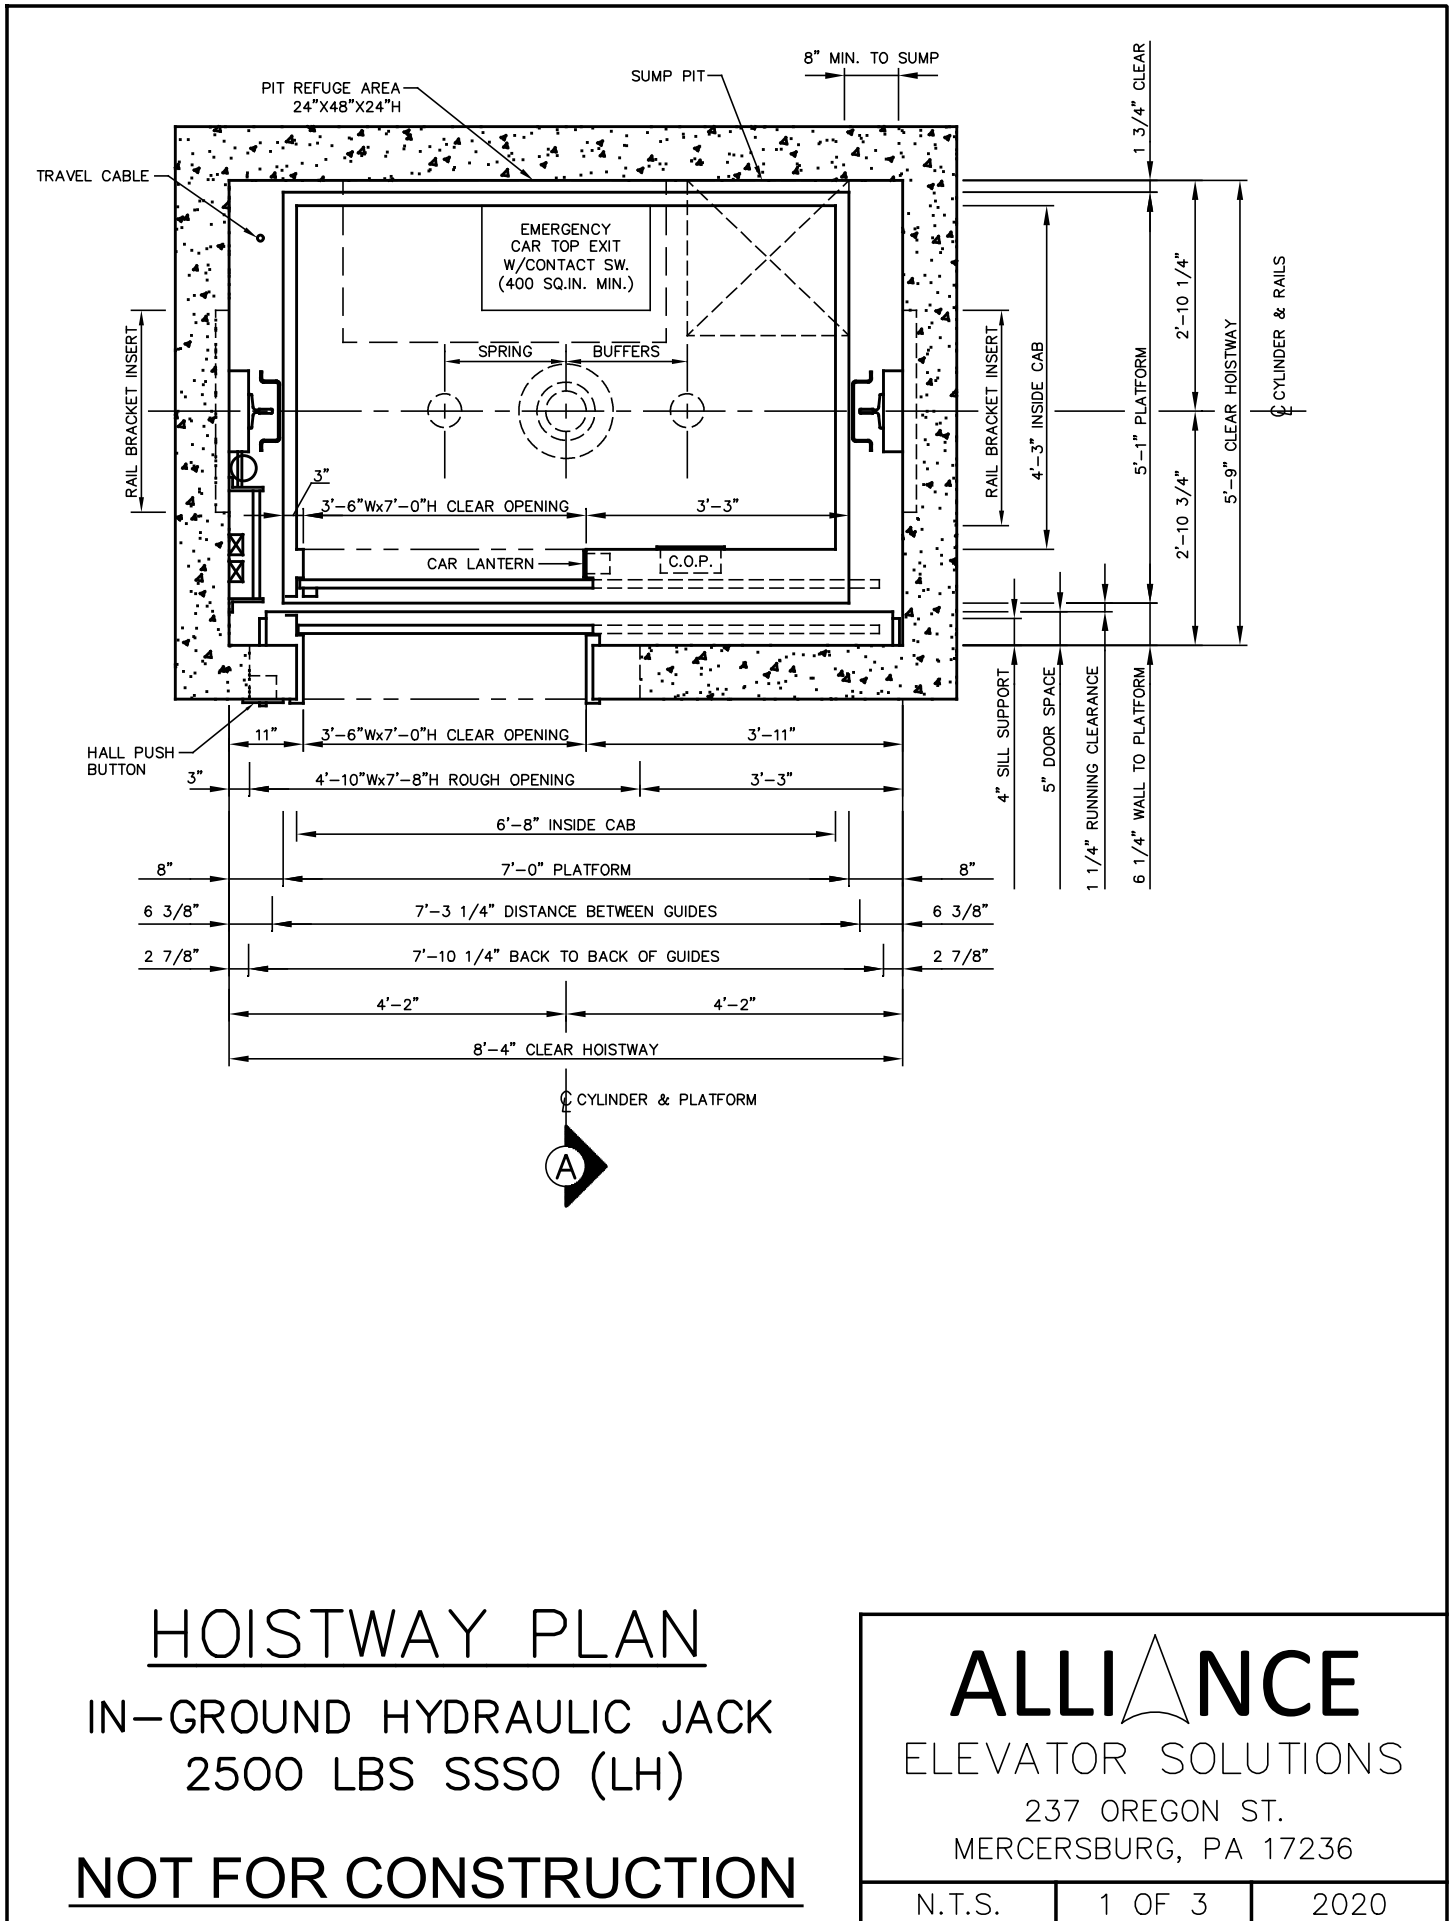 8" MIN. TO SUMP
SUMP PIT
PIT REFUGE AREA
24"X48"X24"H
1 3/4" CLEAR
TRAVEL CABLE
EMERGENCY
CAR TOP EXIT
W/CONTACT SW.
(400 SQ.IN. MIN.)
SPRING
BUFFERS
RAIL BRACKET INSERT
RAIL BRACKET INSERT
4'-3" INSIDE CAB
5'-1" PLATFORM
2'-10 1/4"
2'-10 3/4"
5'-9" CLEAR HOISTWAY
℄ CYLINDER & RAILS
3"
3'-6"Wx7'-0"H CLEAR OPENING
3'-3"
CAR LANTERN
C.O.P.
HALL PUSH
BUTTON
11"
3'-6"Wx7'-0"H CLEAR OPENING
3'-11"
3"
4'-10"Wx7'-8"H ROUGH OPENING
3'-3"
4" SILL SUPPORT
5" DOOR SPACE
1 1/4" RUNNING CLEARANCE
6 1/4" WALL TO PLATFORM
6'-8" INSIDE CAB
8"
7'-0" PLATFORM
8"
6 3/8"
7'-3 1/4" DISTANCE BETWEEN GUIDES
6 3/8"
2 7/8"
7'-10 1/4" BACK TO BACK OF GUIDES
2 7/8"
4'-2"
4'-2"
8'-4" CLEAR HOISTWAY
℄ CYLINDER & PLATFORM
A
HOISTWAY PLAN
IN-GROUND HYDRAULIC JACK
2500 LBS SSSO (LH)
NOT FOR CONSTRUCTION
ALLIANCE
ELEVATOR SOLUTIONS
237 OREGON ST.
MERCERSBURG, PA 17236
N.T.S.
1 OF 3
2020